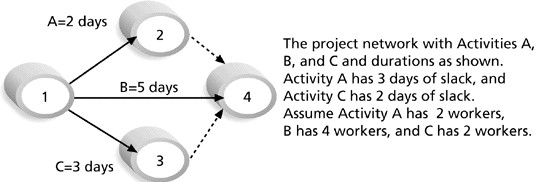 A=2 days
2
The project network with Activities A,
B, and C and durations as shown.
Activity A has 3 days of slack, and
Activity C has 2 days of slack.
Assume Activity A has 2 workers,
B has 4 workers, and C has 2 workers.
1
B=5 days
4
C=3 days
3